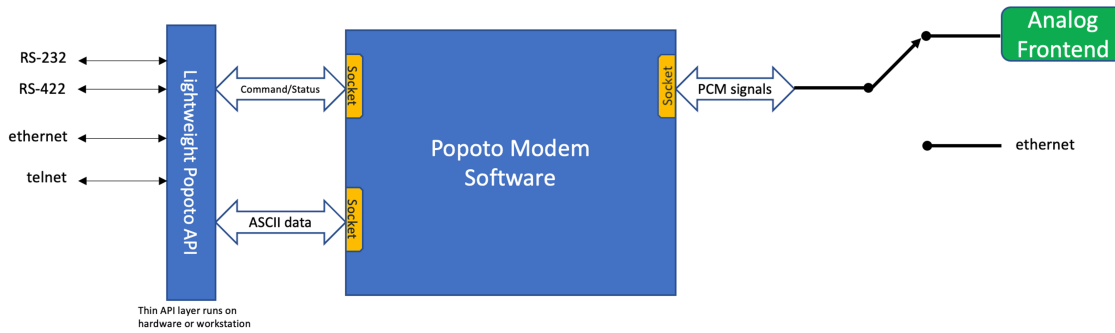 RS-232
RS-422
ethernet
telnet
Lightweight Popoto API
Thin API layer runs on
hardware or workstation
Command/Status
ASCII data
Socket
Socket
Popoto Modem
Software
Socket
PCM signals
Analog
Frontend
ethernet